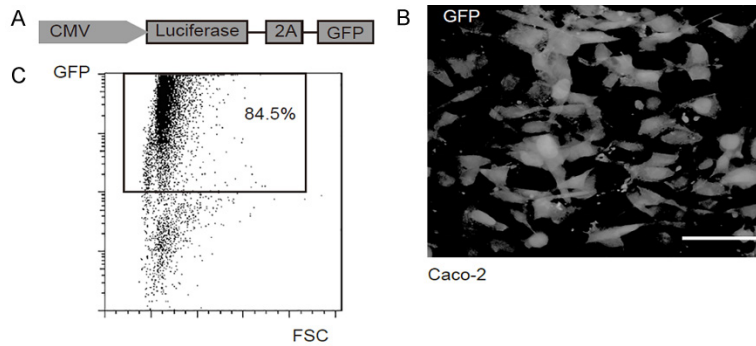 A
CMV Luciferase 2A GFP
B
GFP
Caco-2
C
GFP
84.5%
FSC